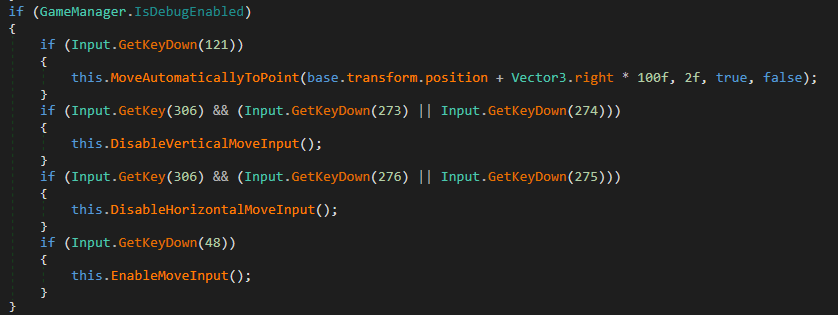 if (GameManager.IsDebugEnabled)
{
if (Input.GetKeyDown(121))
{
this.MoveAutomaticallyToPoint(base.transform.position + Vector3.right * 100f, 2f, true, false);
}
if (Input.GetKey(306) && (Input.GetKeyDown(273) || Input.GetKeyDown(274)))
{
this.DisableVerticalMoveInput();
}
if (Input.GetKey(306) && (Input.GetKeyDown(276) || Input.GetKeyDown(275)))
{
this.DisableHorizontalMoveInput();
}
if (Input.GetKeyDown(48))
{
this.EnableMoveInput();
}
}